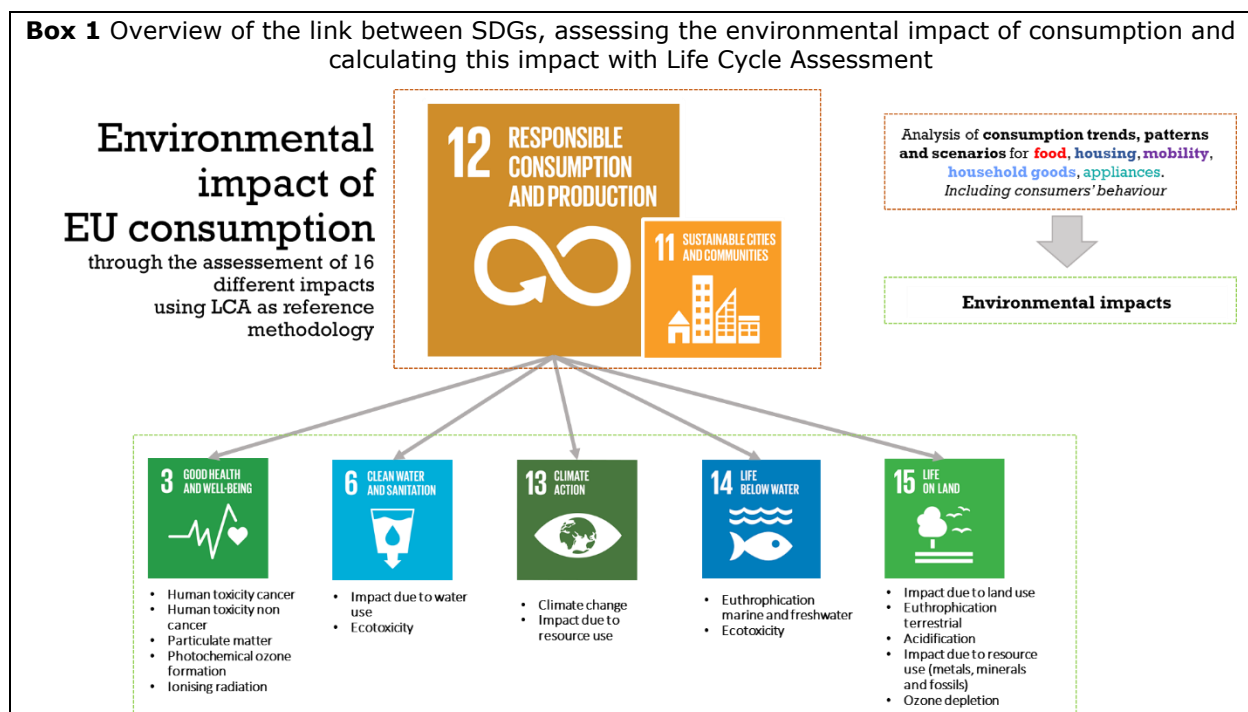 Box 1 Overview of the link between SDGs, assessing the environmental impact of consumption and
calculating this impact with Life Cycle Assessment
Environmental
impact of
EU consumption
through the assessement of 16
different impacts
using LCA as reference
methodology
12 RESPONSIBLE
CONSUMPTION
AND PRODUCTION
11 SUSTAINABLE CITIES
AND COMMUNITIES
Analysis of consumption trends, patterns
and scenarios for food, housing, mobility,
household goods, appliances.
Including consumers' behaviour
Environmental impacts
3 GOOD HEALTH
AND WELL-BEING
• Human toxicity cancer
• Human toxicity non
cancer
• Particulate matter
• Photochemical ozone
formation
• Ionising radiation
6 CLEAN WATER
AND SANITATION
• Impact due to water
use
• Ecotoxicity
13 CLIMATE
ACTION
• Climate change
• Impact due to
resource use
14 LIFE
BELOW WATER
• Euthrophication
marine and freshwater
• Ecotoxicity
15 LIFE
ON LAND
• Impact due to land use
• Euthrophication
terrestrial
• Acidification
• Impact due to resource
use (metals, minerals
and fossils)
• Ozone depletion